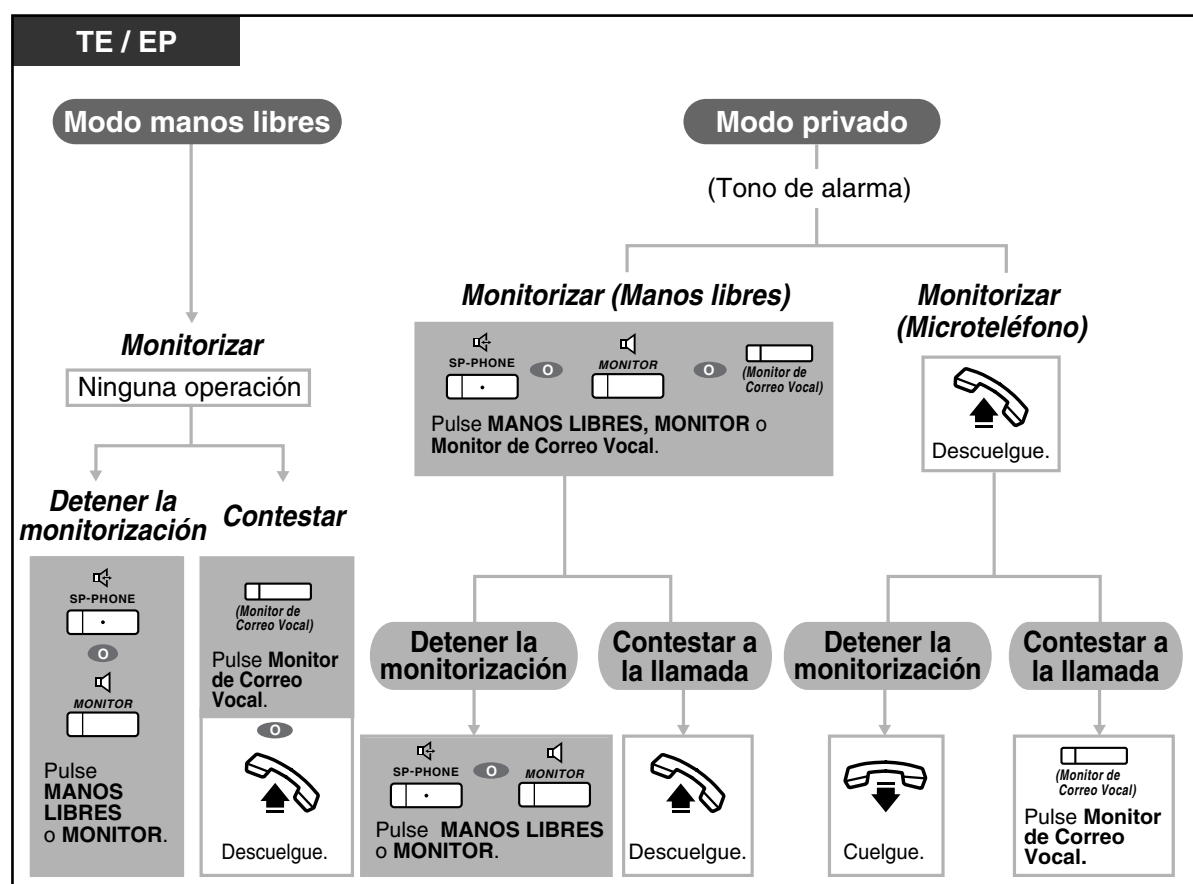 TE / EP
Modo manos libres
Monitorizar
Ninguna operación
Detener la
monitorización
SP-PHONE
O
MONITOR
Pulse
MANOS
LIBRES
o MONITOR.
Contestar
(Monitor de
Correo Vocal)
Pulse Monitor
de Correo
Vocal.
O
Descuelgue.
Modo privado
(Tono de alarma)
Monitorizar (Manos libres)
SP-PHONE
O
MONITOR
O
(Monitor de
Correo Vocal)
Pulse MANOS LIBRES, MONITOR o
Monitor de Correo Vocal.
Detener la
monitorización
SP-PHONE
O
MONITOR
Pulse MANOS LIBRES
o MONITOR.
Contestar a
la llamada
Descuelgue.
Monitorizar
(Microteléfono)
Descuelgue.
Detener la
monitorización
Cuelgue.
Contestar a
la llamada
(Monitor de
Correo Vocal)
Pulse Monitor
de Correo
Vocal.